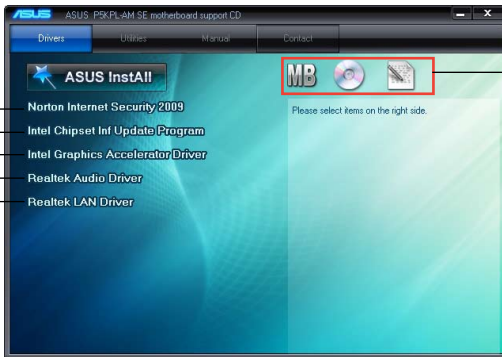 ASUS ASUS P5KPL-AM SE motherboard support CD
Drivers Utilities Manual Contact
ASUS InstAll
MB
Norton Internet Security 2009
Please select items on the right side.
Intel Chipset Inf Update Program
Intel Graphics Accelerator Driver
Realtek Audio Driver
Realtek LAN Driver